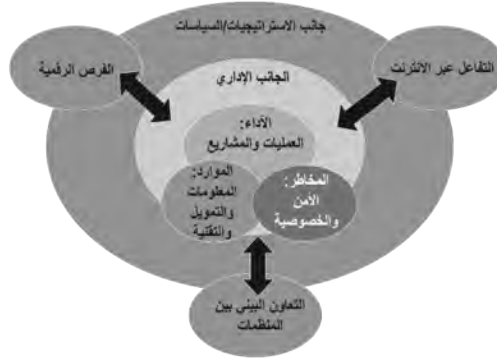 جانب الاستراتيجيات/السياسات
التفاعل عبر الانترنت
الفرص الرقمية
الجانب الإداري
الآداء:
العمليات والمشاريع
المخاطر:
الأمن
والخصوصية
الموارد:
المعلومات
والتمويل
والتقنية
التعاون البيني بين
المنظمات